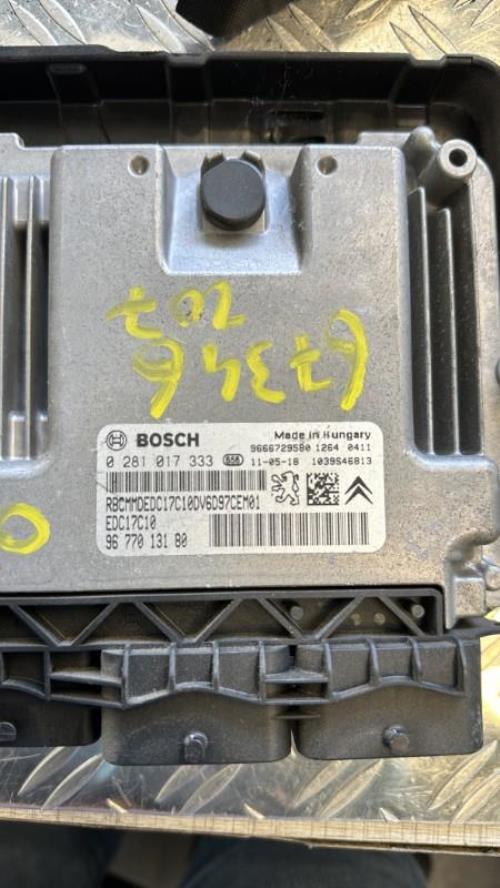 BOSCH
Made in Hungary
9666729580 1264 0411
0 281 017 333
11-05-18 1039S46813
RBCMMDEDC17C10DV6D97CEM01
EDC17C10
96 770 131 80